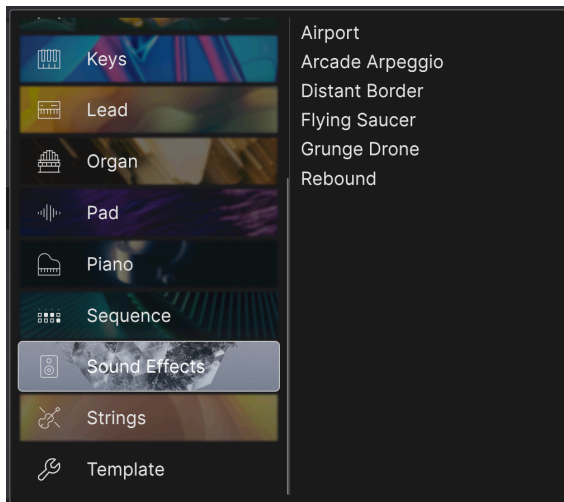 Keys
Lead
Organ
Pad
Piano
Sequence
Sound Effects
Strings
Template
Airport
Arcade Arpeggio
Distant Border
Flying Saucer
Grunge Drone
Rebound